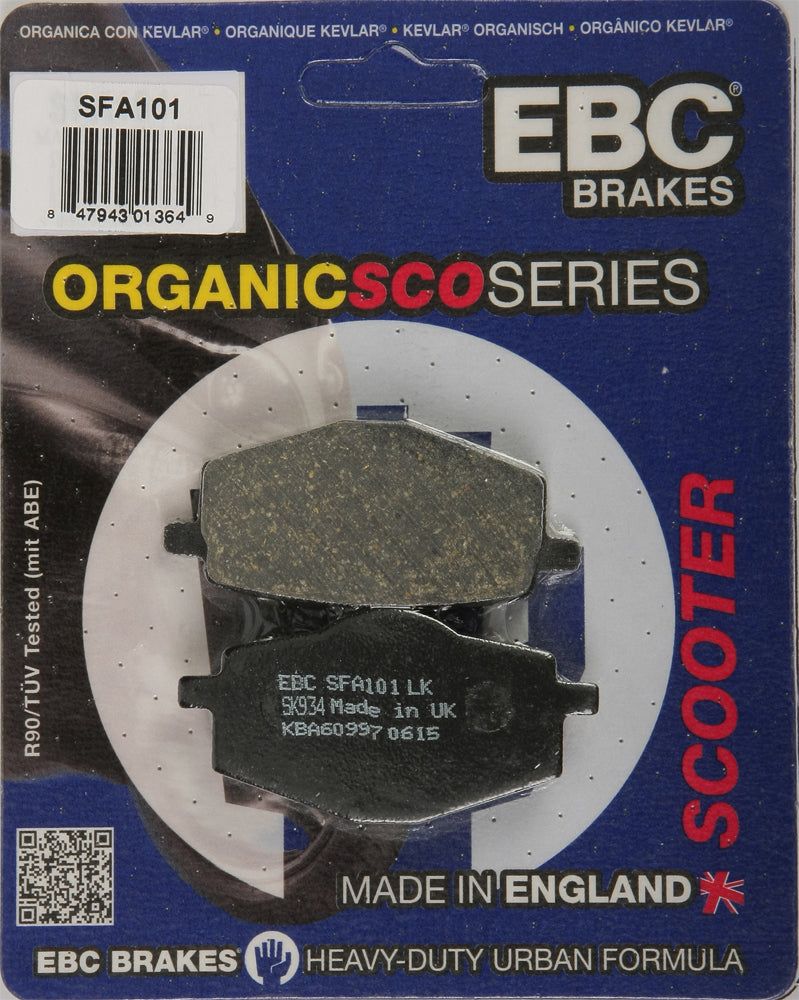 ORGANICA CON KEVLAR® • ORGANIQUE KEVLAR® • KEVLAR® ORGANISCH • ORGÂNICO KEVLAR®
SFA101
8 47943 01364 9
EBC®
BRAKES
ORGANICSCOSERIES
R90/TÜV Tested (mit ABE)
SCOOTER
EBC SFA101 LK
SK934 Made in UK
KBA60997 0615
MADE IN ENGLAND
EBC BRAKES HEAVY-DUTY URBAN FORMULA